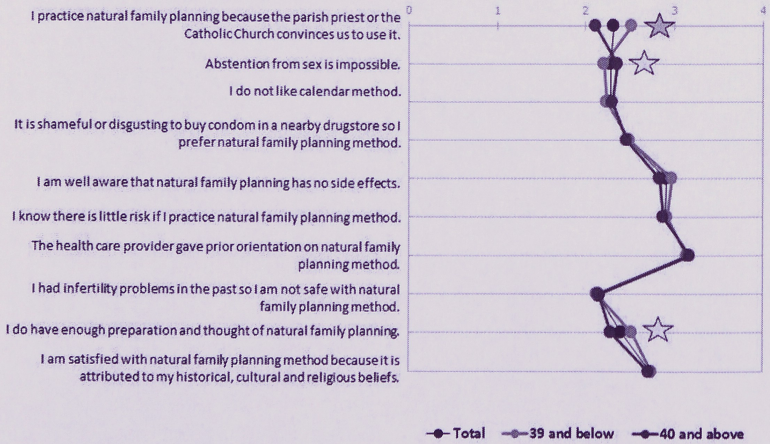 0 1 2 3 4
I practice natural family planning because the parish priest or the
Catholic Church convinces us to use it.
Abstention from sex is impossible.
I do not like calendar method.
It is shameful or disgusting to buy condom in a nearby drugstore so I
prefer natural family planning method.
I am well aware that natural family planning has no side effects.
I know there is little risk if I practice natural family planning method.
The health care provider gave prior orientation on natural family
planning method.
I had infertility problems in the past so I am not safe with natural
family planning method.
I do have enough preparation and thought of natural family planning.
I am satisfied with natural family planning method because it is
attributed to my historical, cultural and religious beliefs.
Total 39 and below 40 and above